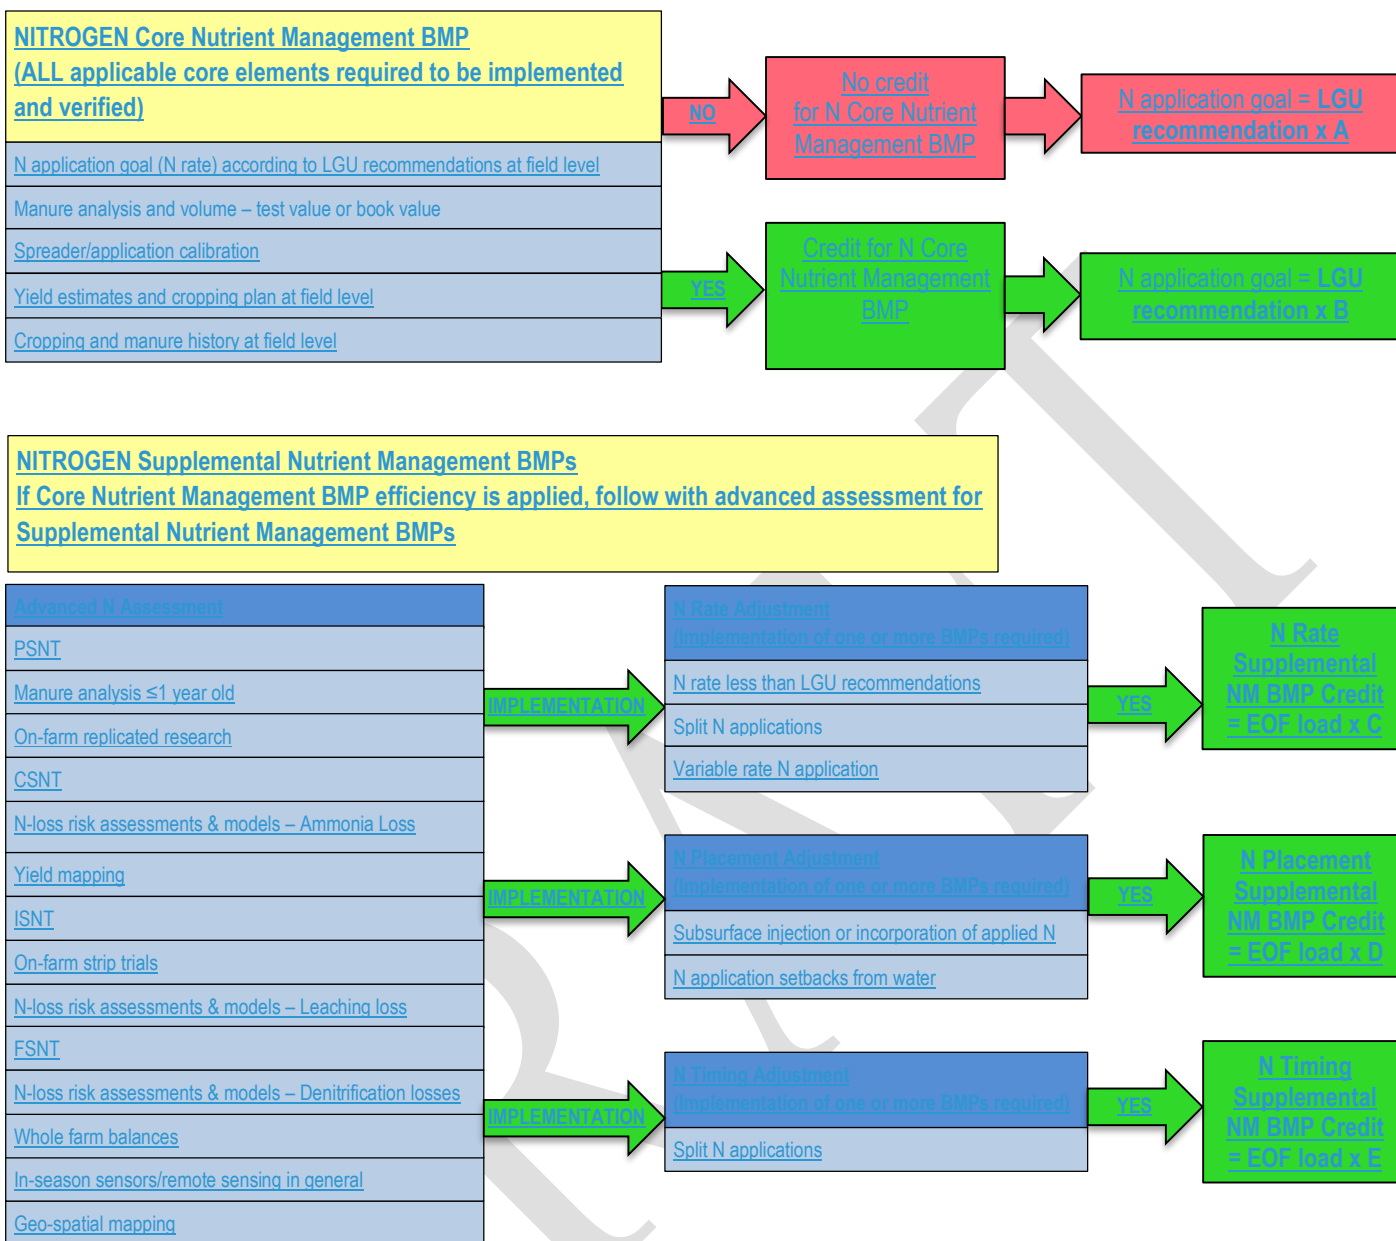 NITROGEN Core Nutrient Management BMP
(ALL applicable core elements required to be implemented
and verified)
N application goal (N rate) according to LGU recommendations at field level
Manure analysis and volume – test value or book value
Spreader/application calibration
Yield estimates and cropping plan at field level
Cropping and manure history at field level
NO
No credit
for N Core Nutrient
Management BMP
N application goal = LGU
recommendation x A
YES
Credit for N Core
Nutrient Management
BMP
N application goal = LGU
recommendation x B
NITROGEN Supplemental Nutrient Management BMPs
If Core Nutrient Management BMP efficiency is applied, follow with advanced assessment for
Supplemental Nutrient Management BMPs
Advanced N Assessment
PSNT
Manure analysis ≤1 year old
On-farm replicated research
CSNT
N-loss risk assessments & models – Ammonia Loss
Yield mapping
ISNT
On-farm strip trials
N-loss risk assessments & models – Leaching loss
FSNT
N-loss risk assessments & models – Denitrification losses
Whole farm balances
In-season sensors/remote sensing in general
Geo-spatial mapping
IMPLEMENTATION
N Rate Adjustment
(Implementation of one or more BMPs required)
N rate less than LGU recommendations
Split N applications
Variable rate N application
YES
N Rate
Supplemental
NM BMP Credit
= EOF load x C
IMPLEMENTATION
N Placement Adjustment
(Implementation of one or more BMPs required)
Subsurface injection or incorporation of applied N
N application setbacks from water
YES
N Placement
Supplemental
NM BMP Credit
= EOF load x D
IMPLEMENTATION
N Timing Adjustment
(Implementation of one or more BMPs required)
Split N applications
YES
N Timing
Supplemental
NM BMP Credit
= EOF load x E